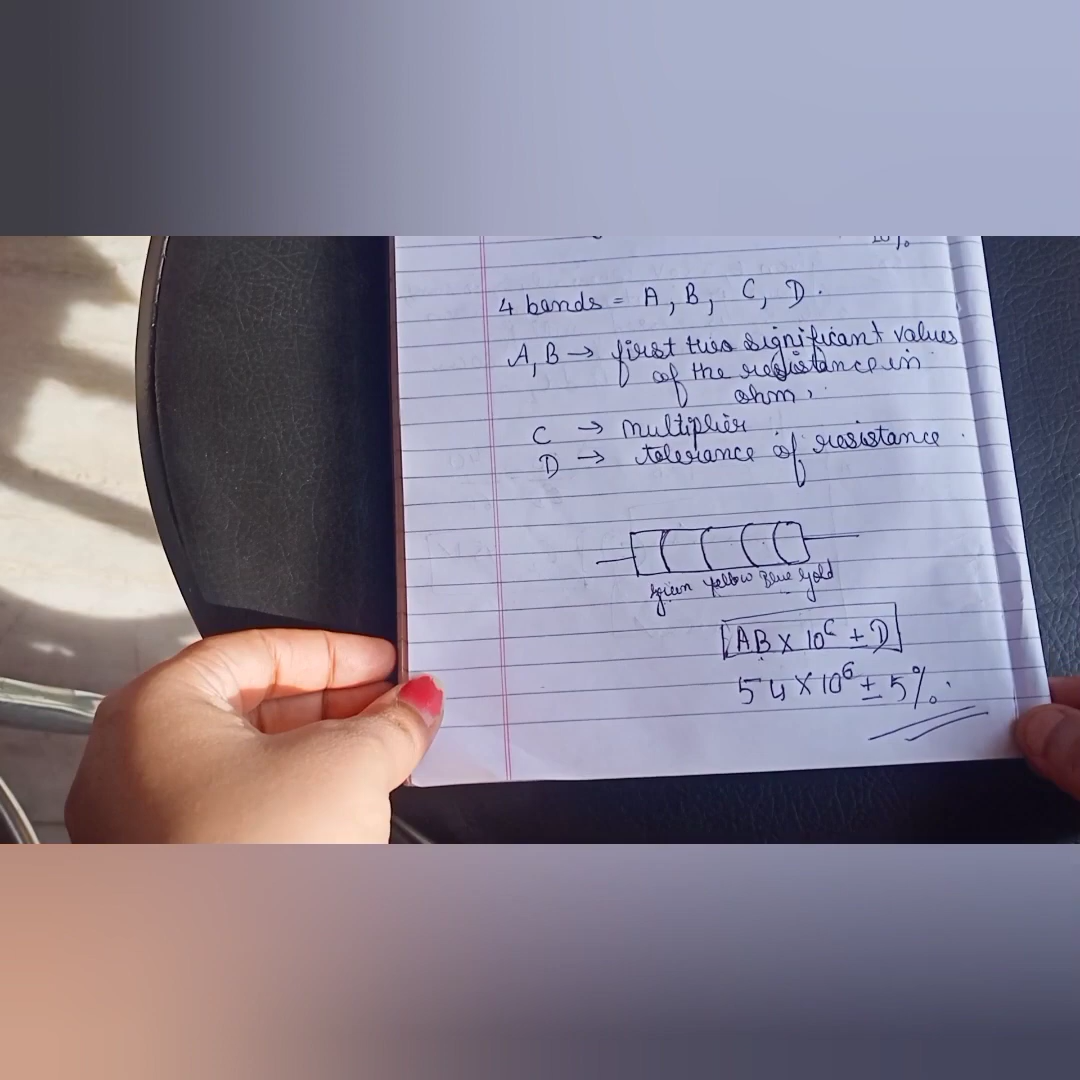 10%
4 bands = A, B, C, D.
A, B → first two significant values
of the resistance in
ohm,
C → multiplier
D → tolerance of resistance.
green yellow Blue Gold
AB × 10^C ± D
54 × 10^6 ± 5%.